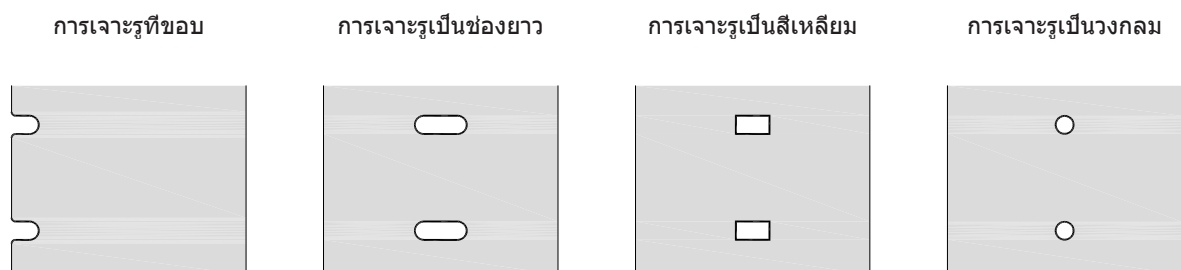 การเจาะรูที่ขอบ
การเจาะรูเป็นช่องยาว
การเจาะรูเป็นสี่เหลี่ยม
การเจาะรูเป็นวงกลม